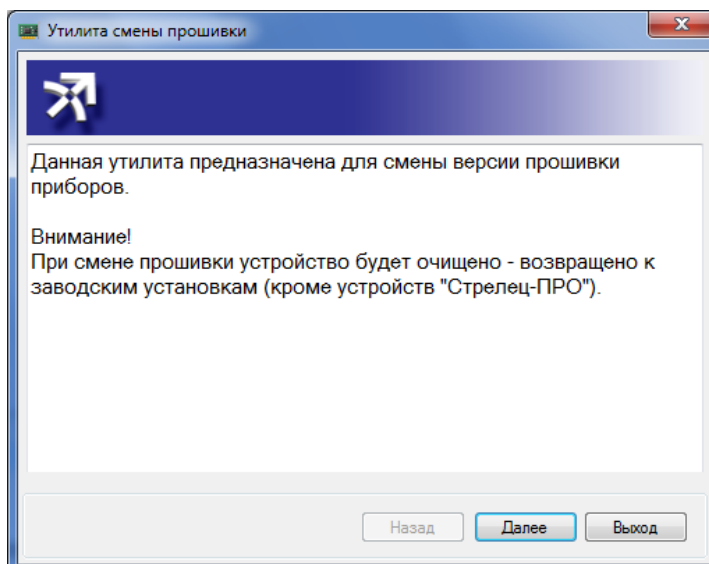 Утилита смены прошивки
Данная утилита предназначена для смены версии прошивки
приборов.
Внимание!
При смене прошивки устройство будет очищено - возвращено к
заводским установкам (кроме устройств "Стрелец-ПРО").
Назад
Далее
Выход